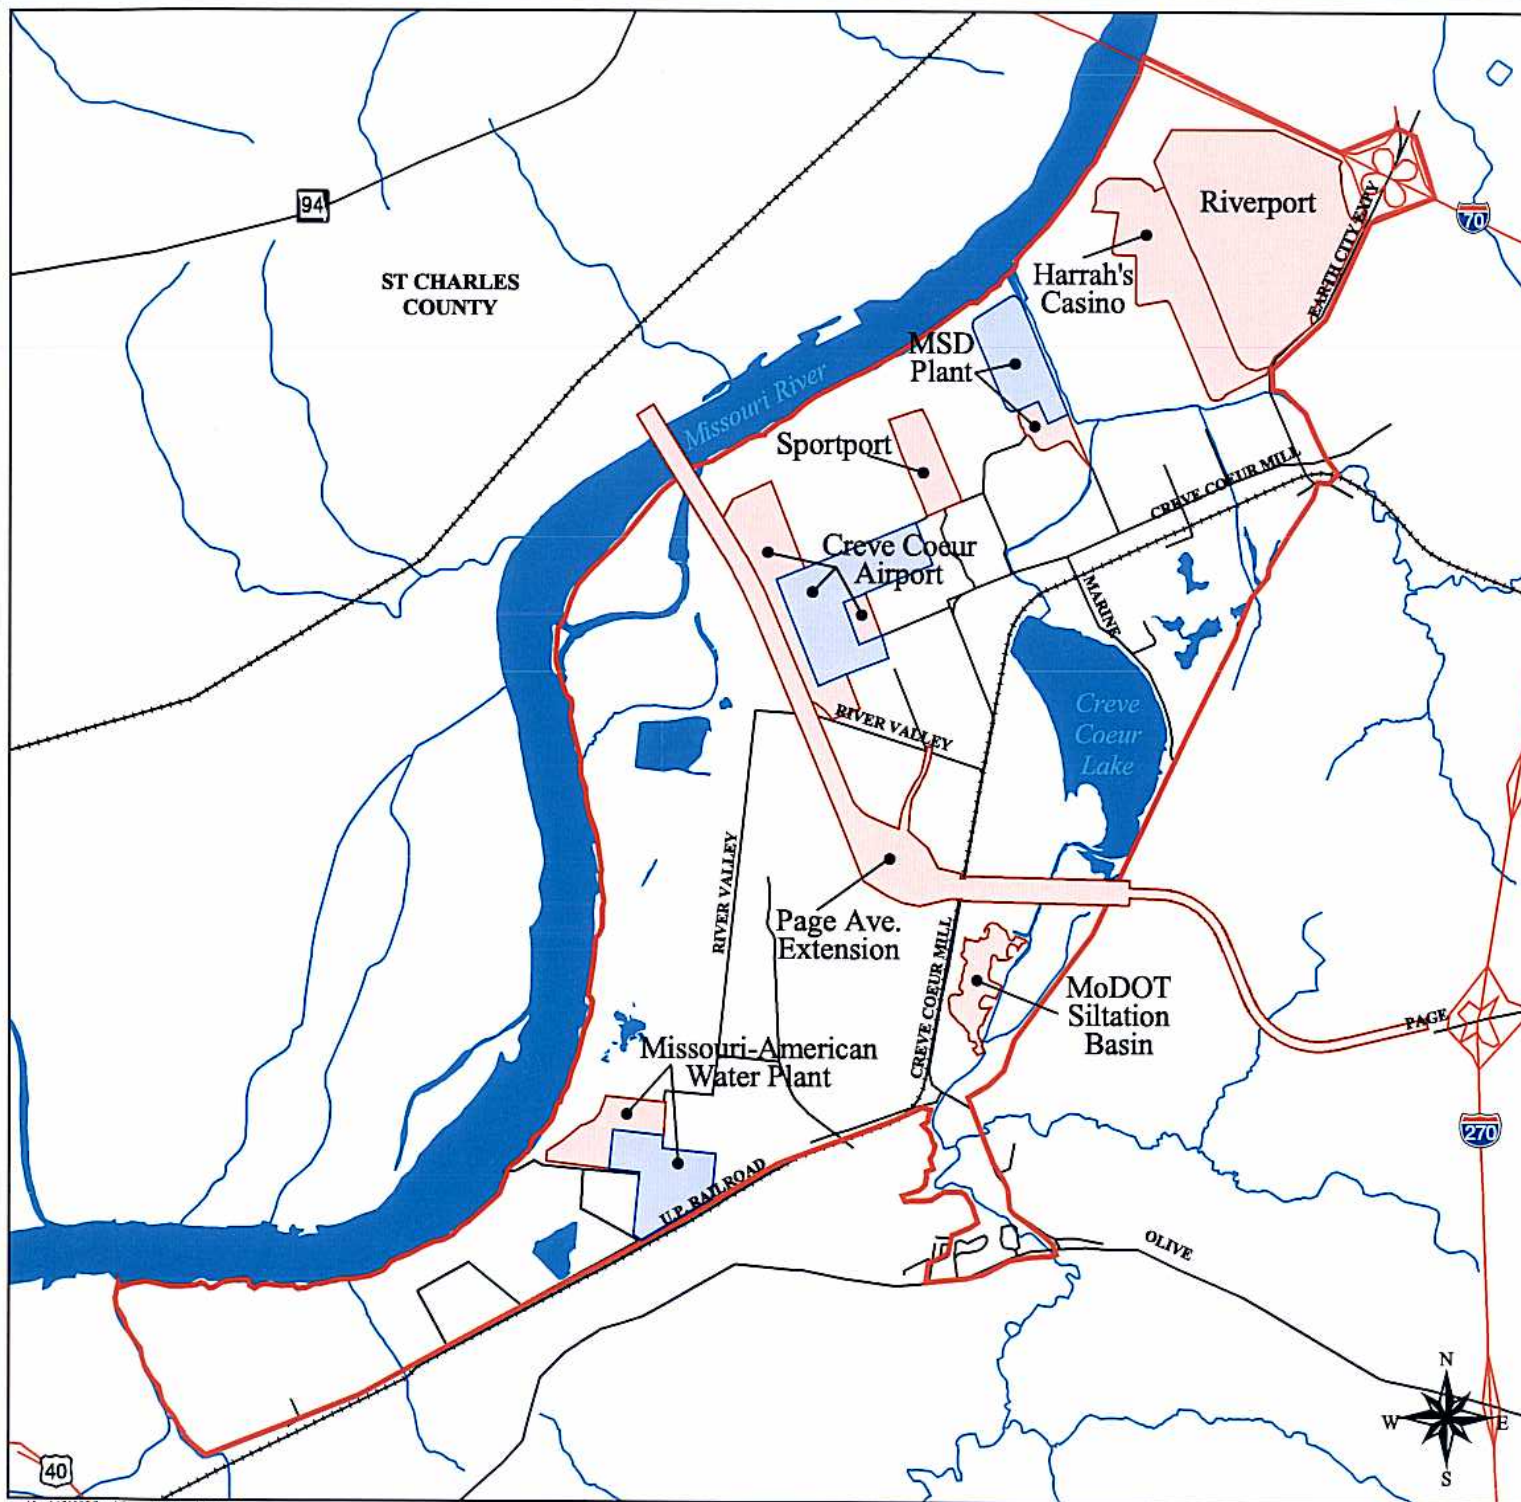 94
ST CHARLES
COUNTY
Riverport
70
EARTH CITY EXPY
Harrah's
Casino
MSD
Plant
Missouri River
Sportport
CREVE COEUR MILL
Creve Coeur
Airport
MARINE
Creve
Coeur
Lake
RIVER VALLEY
RIVER VALLEY
Page Ave.
Extension
CREVE COEUR MILL
MoDOT
Siltation
Basin
PAGE
Missouri-American
Water Plant
270
U.P. RAILROAD
OLIVE
N
W
E
S
40